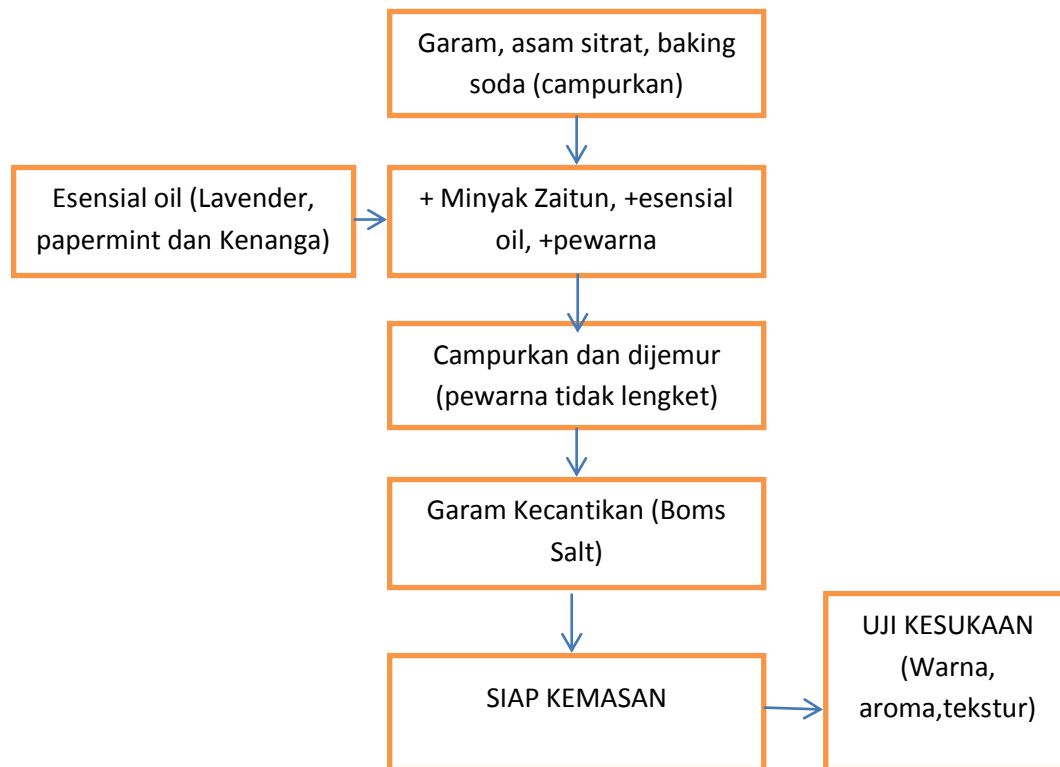 Garam, asam sitrat, baking
soda (campurkan)
Esensial oil (Lavender,
papermint dan Kenanga)
+ Minyak Zaitun, +esensial
oil, +pewarna
Campurkan dan dijemur
(pewarna tidak lengket)
Garam Kecantikan (Boms
Salt)
SIAP KEMASAN
UJI KESUKAAN
(Warna,
aroma,tekstur)